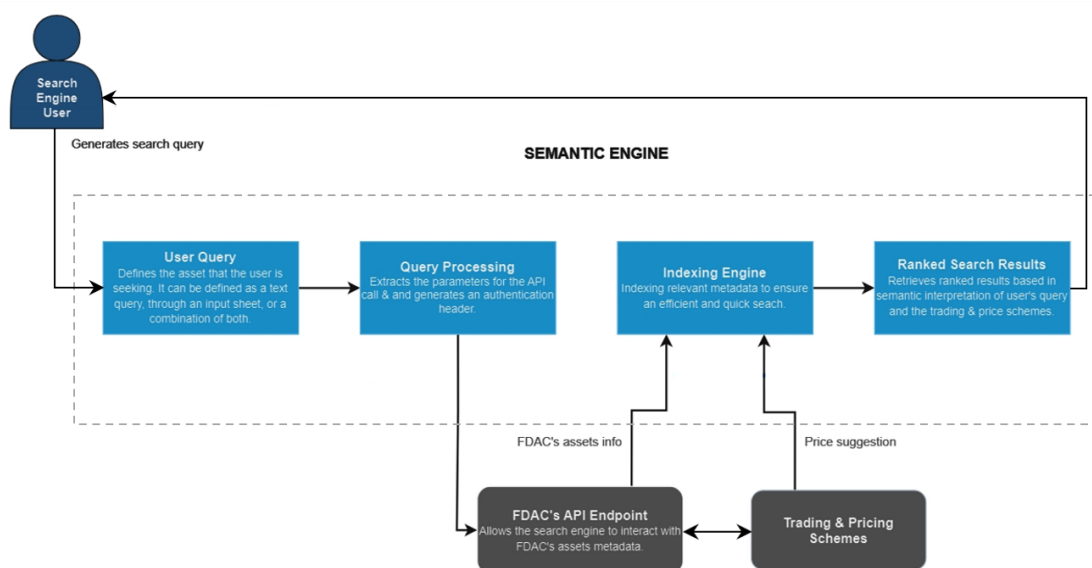 Search
Engine
User
Generates search query
SEMANTIC ENGINE
User Query
Defines the asset that the user is
seeking. It can be defined as a text
query, through an input sheet, or a
combination of both.
Query Processing
Extracts the parameters for the API
call & and generates an authentication
header.
Indexing Engine
Indexing relevant metadata to ensure
an efficient and quick seach.
Ranked Search Results
Retrieves ranked results based in
semantic interpretation of user's query
and the trading & price schemes.
FDAC's assets info
Price suggestion
FDAC's API Endpoint
Allows the search engine to interact with
FDAC's assets metadata.
Trading & Pricing
Schemes